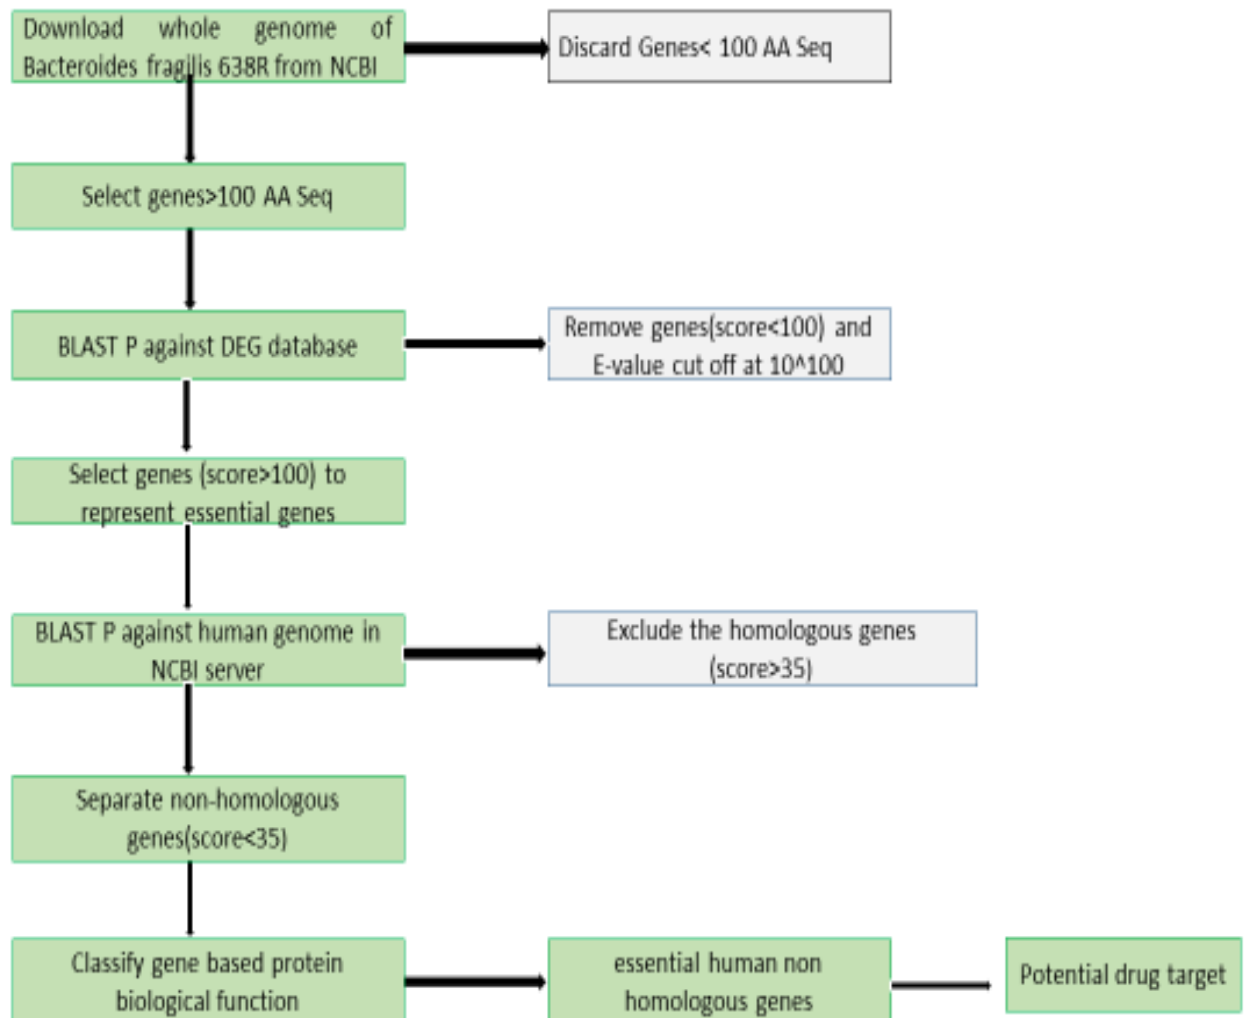 Download whole genome of
Bacteroides fragilis 638R from NCBI
Discard Genes< 100 AA Seq
Select genes>100 AA Seq
BLAST P against DEG database
Remove genes(score<100) and
E-value cut off at 10^100
Select genes (score>100) to
represent essential genes
BLAST P against human genome in
NCBI server
Exclude the homologous genes
(score>35)
Separate non-homologous
genes(score<35)
Classify gene based protein
biological function
essential human non
homologous genes
Potential drug target